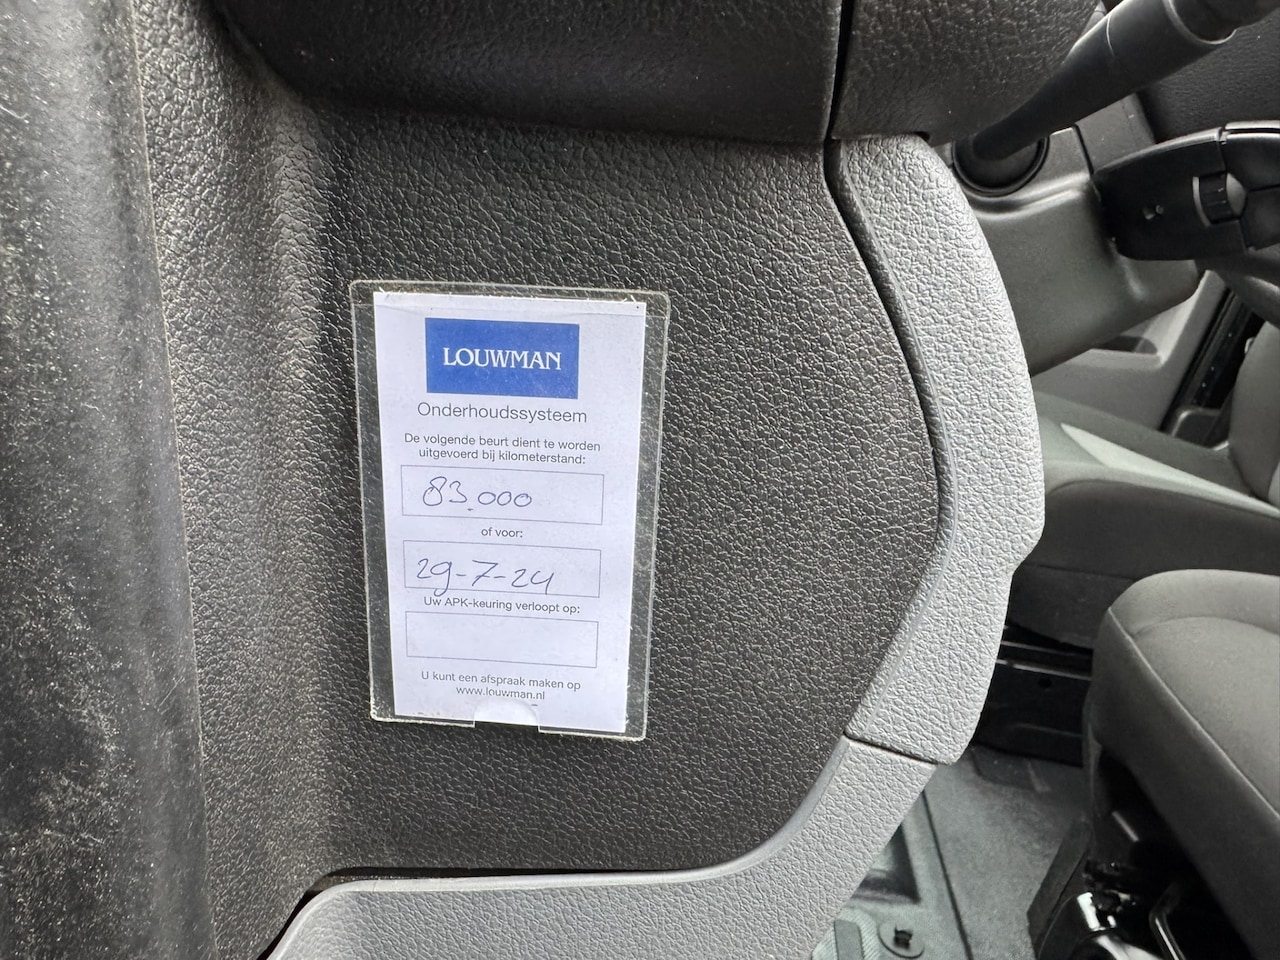 LOUWMAN
Onderhoudssysteem
De volgende beurt dient te worden
uitgevoerd bij kilometerstand:
83.000
of voor:
29-7-24
Uw APK-keuring verloopt op:
U kunt een afspraak maken op
www.louwman.nl